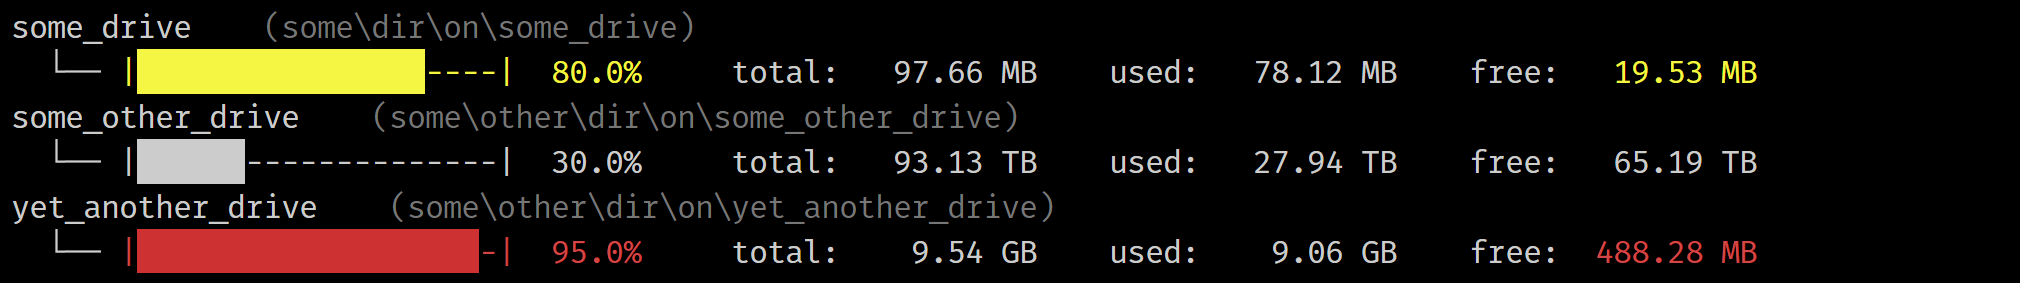 some_drive    (some\dir\on\some_drive)
└── |████████████████----|  80.0%     total:   97.66 MB    used:   78.12 MB    free:   19.53 MB
some_other_drive    (some\other\dir\on\some_other_drive)
└── |██████--------------|  30.0%     total:   93.13 TB    used:   27.94 TB    free:   65.19 TB
yet_another_drive    (some\other\dir\on\yet_another_drive)
└── |███████████████████-|  95.0%     total:    9.54 GB    used:    9.06 GB    free:  488.28 MB